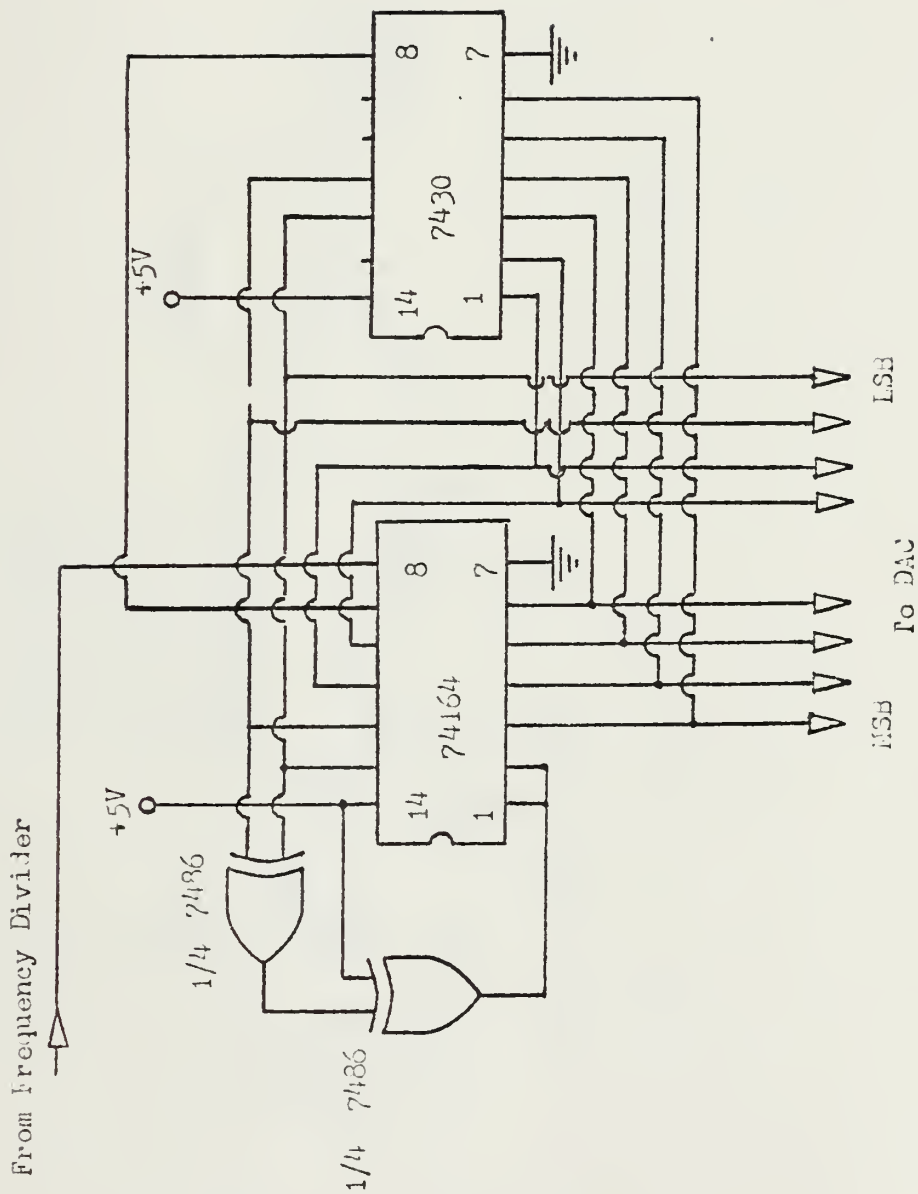 From Frequency Divider
+5V
+5V
1/4 7486
1/4 7486
14
8
74164
1
7
14
8
7430
1
7
MSB
LSB
To DAC